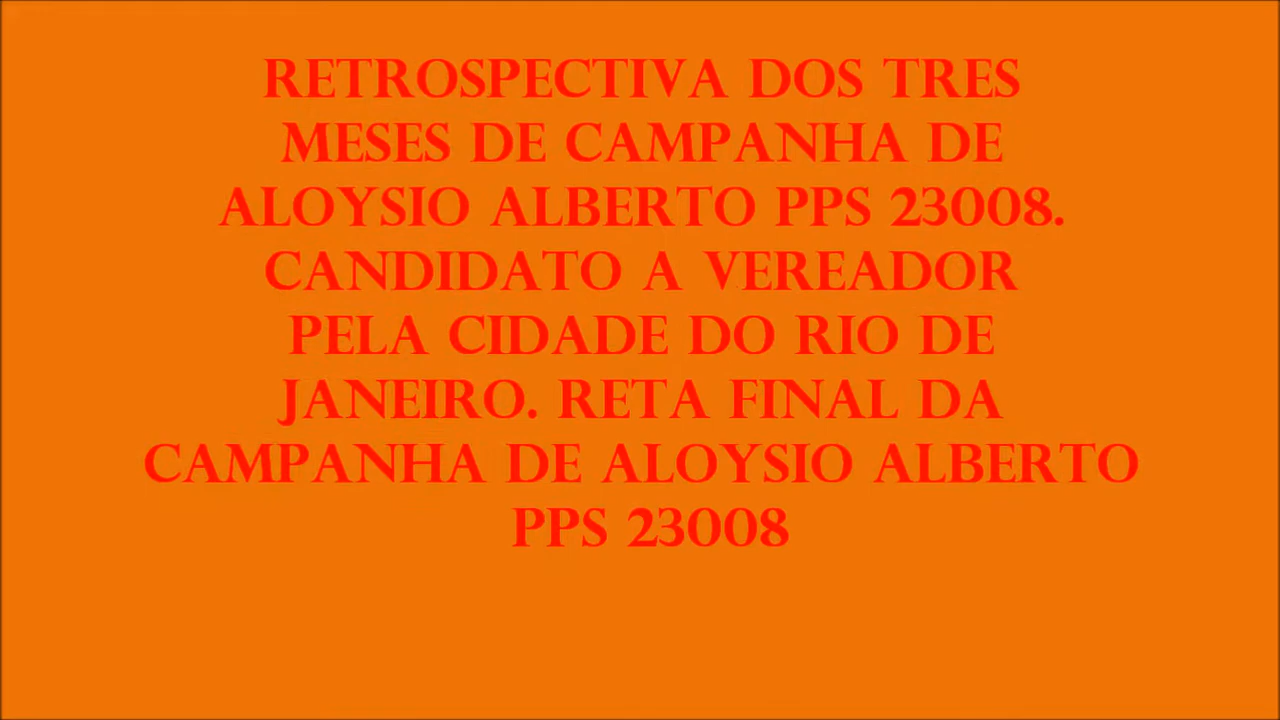 RETROSPECTIVA DOS TRES
MESES DE CAMPANHA DE
ALOYSIO ALBERTO PPS 23008.
CANDIDATO A VEREADOR
PELA CIDADE DO RIO DE
JANEIRO. RETA FINAL DA
CAMPANHA DE ALOYSIO ALBERTO
PPS 23008